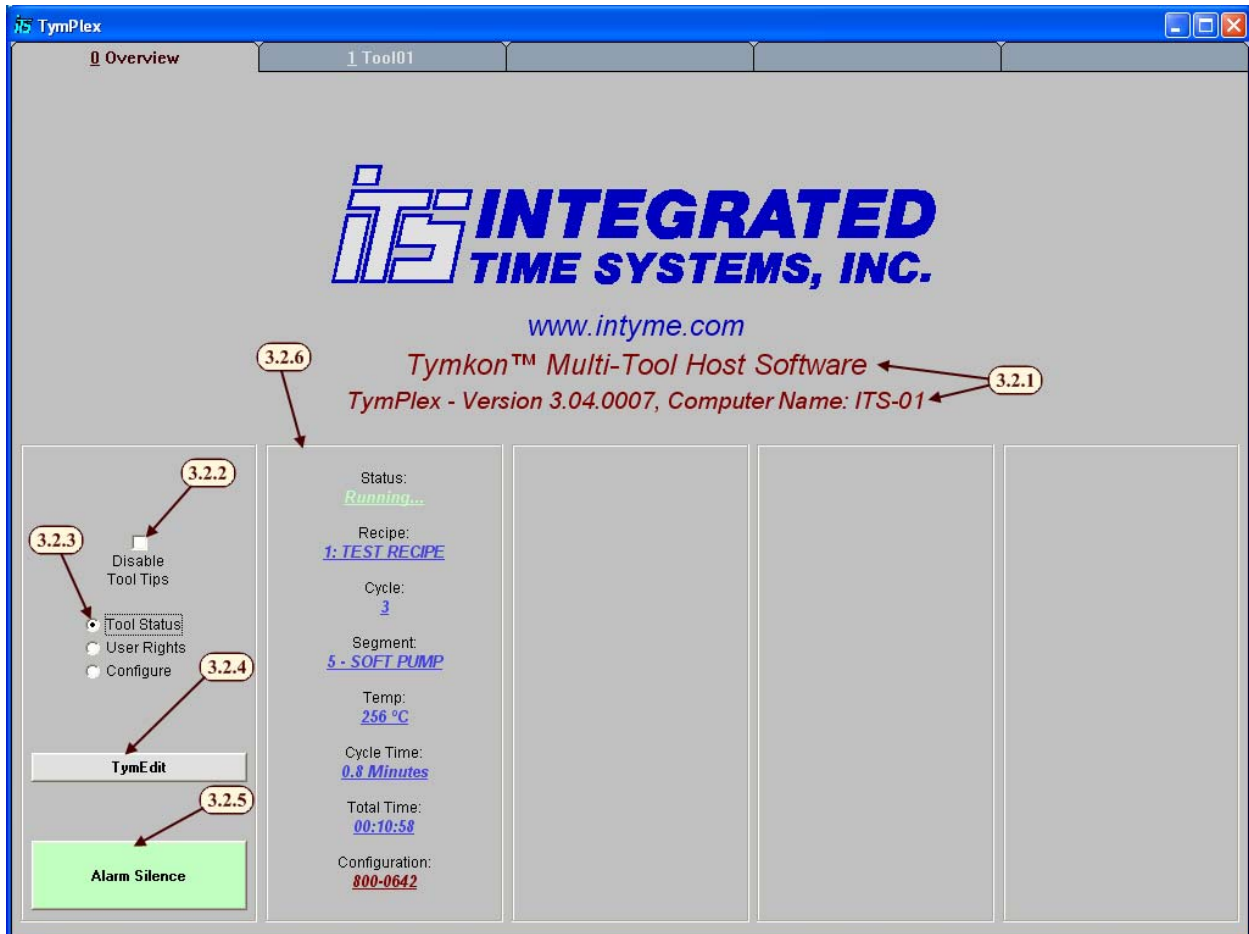 iTS TymPlex
0 Overview
1 Tool01
iTS INTEGRATED
TIME SYSTEMS, INC.
www.intyme.com
Tymkon™ Multi-Tool Host Software
TymPlex - Version 3.04.0007, Computer Name: ITS-01
3.2.6
3.2.1
3.2.2
3.2.3
Disable
Tool Tips
Tool Status
User Rights
Configure
3.2.4
TymEdit
3.2.5
Alarm Silence
Status:
Running...
Recipe:
1: TEST RECIPE
Cycle:
3
Segment:
5 - SOFT PUMP
Temp:
256 °C
Cycle Time:
0.8 Minutes
Total Time:
00:10:58
Configuration:
800-0642